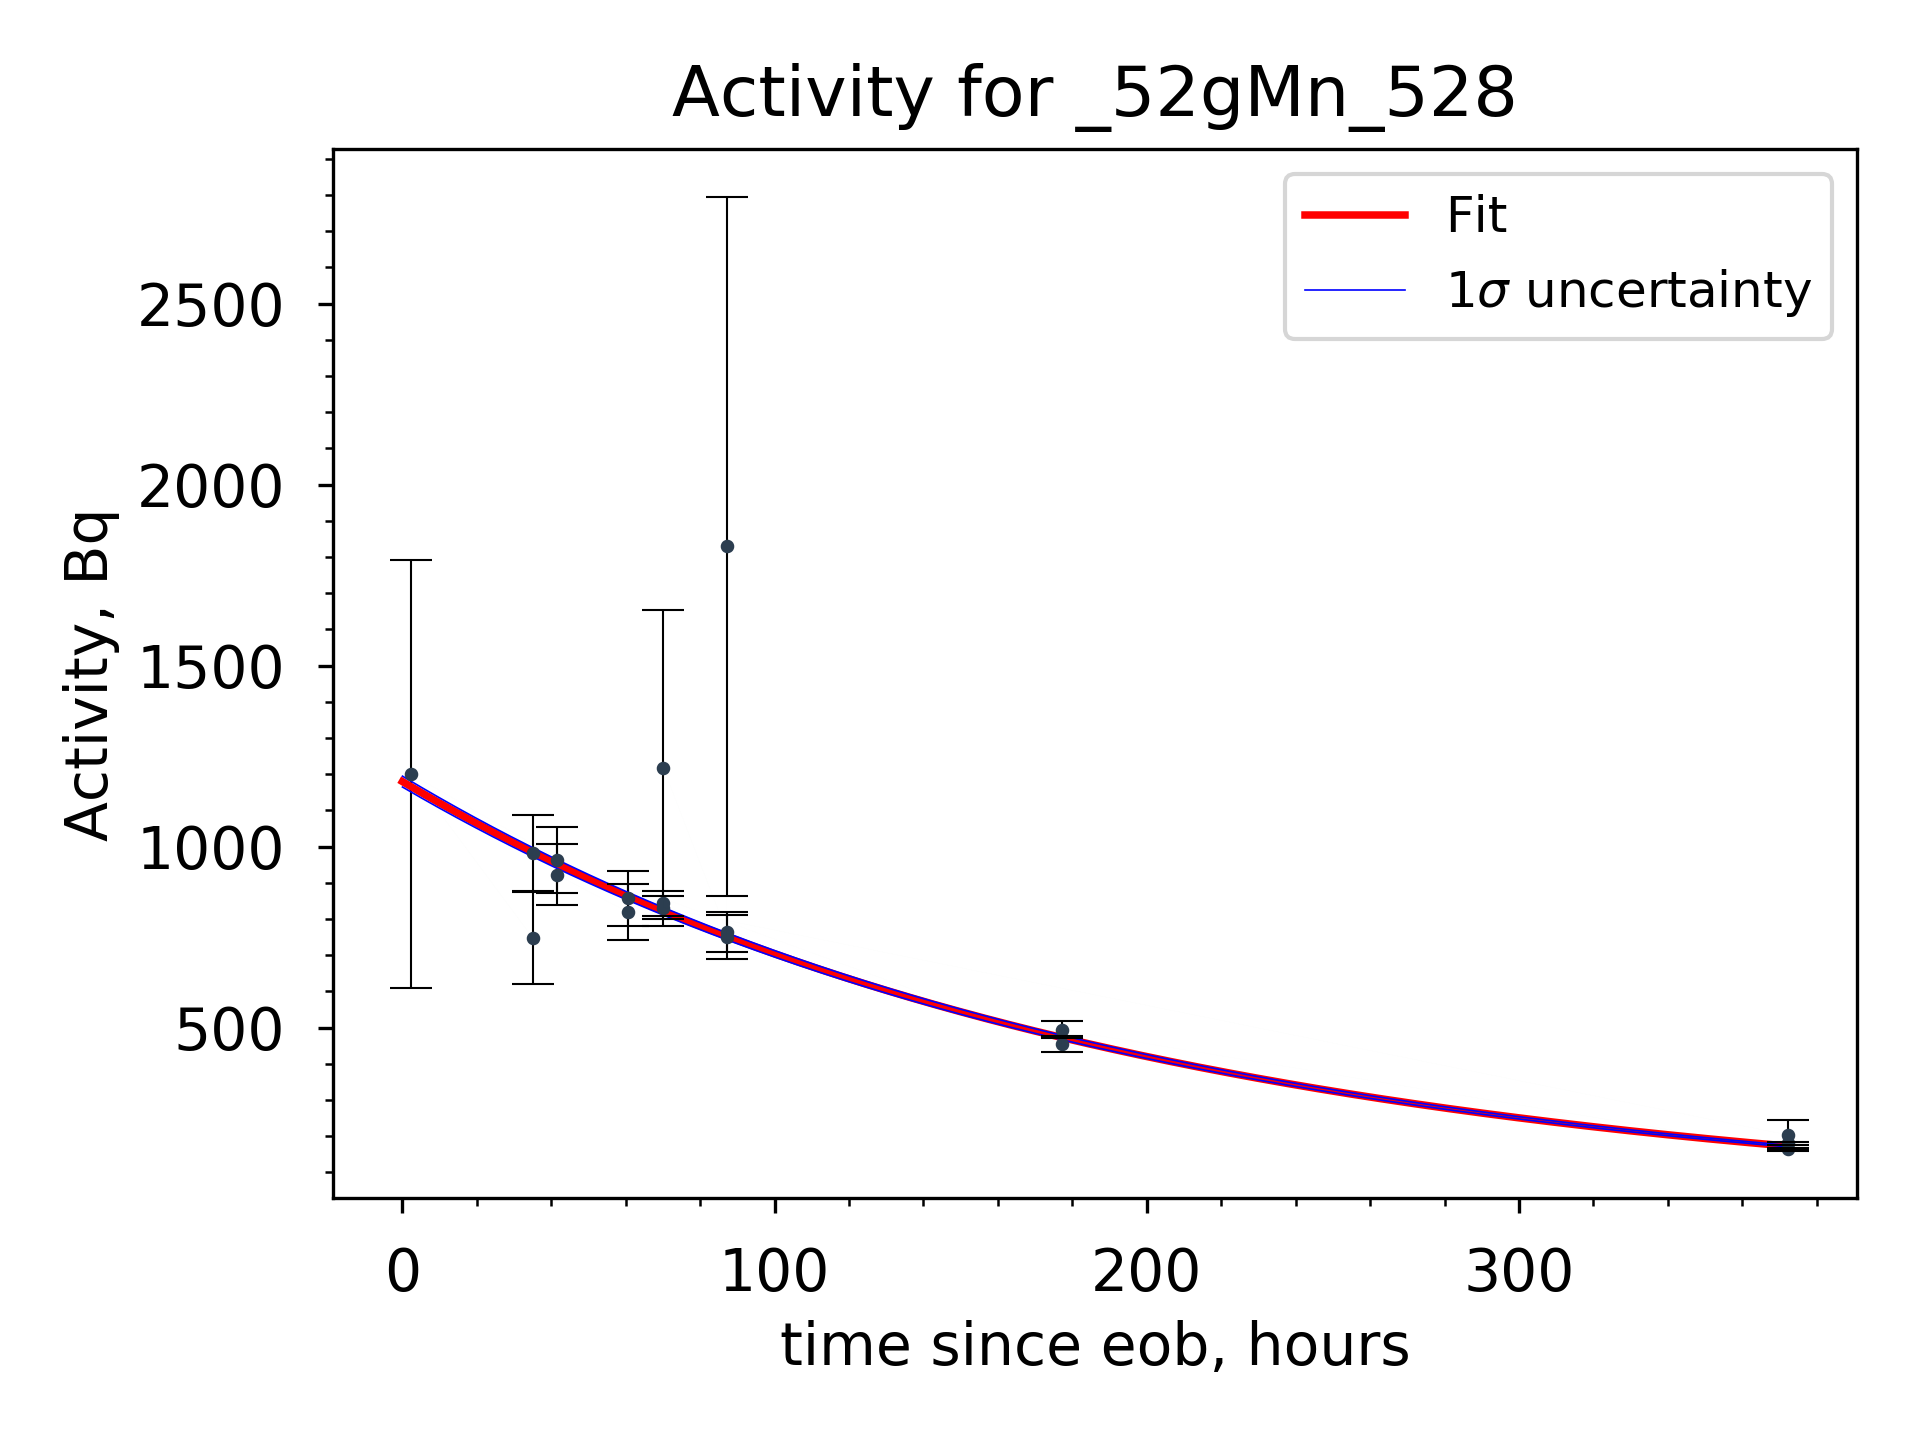 Activity for _52gMn_528
Fit
1σ uncertainty
2500
2000
1500
1000
500
Activity, Bq
0 100 200 300
time since eob, hours